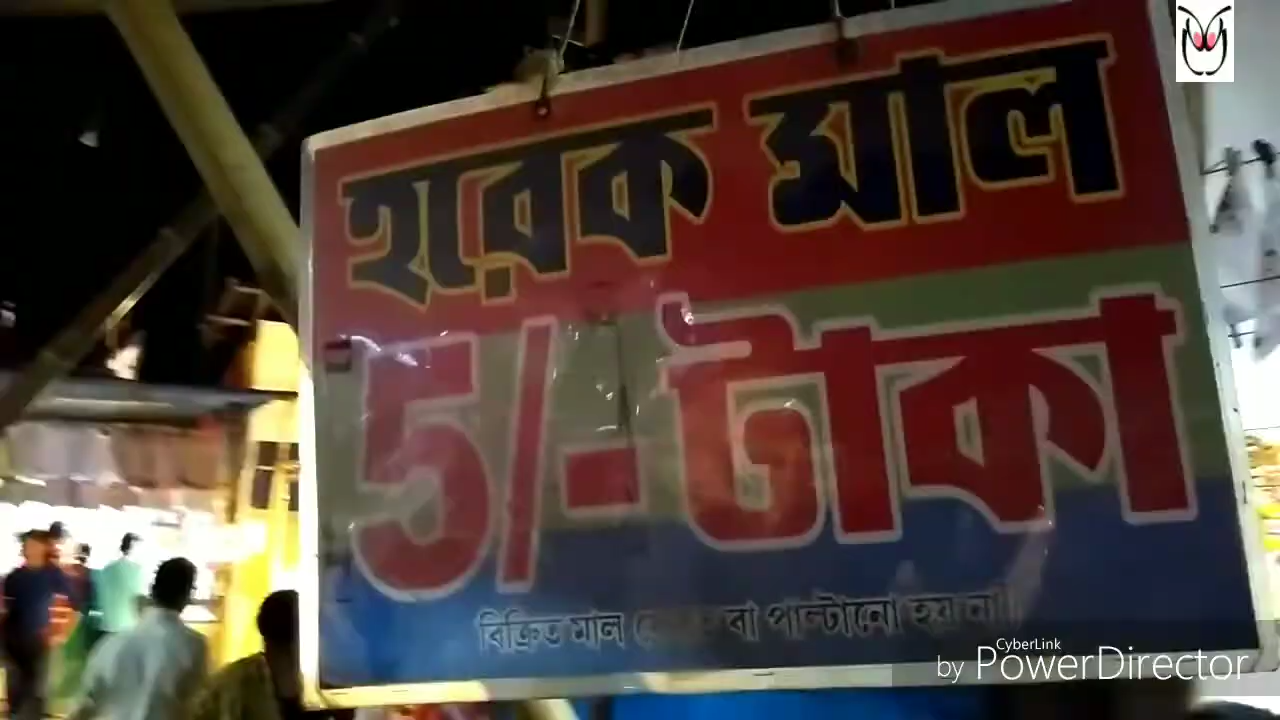 হরেক মাল
5/- টাকা
বিক্রিত মাল বা পাল্টানো হয় না।
CyberLink
by PowerDirector